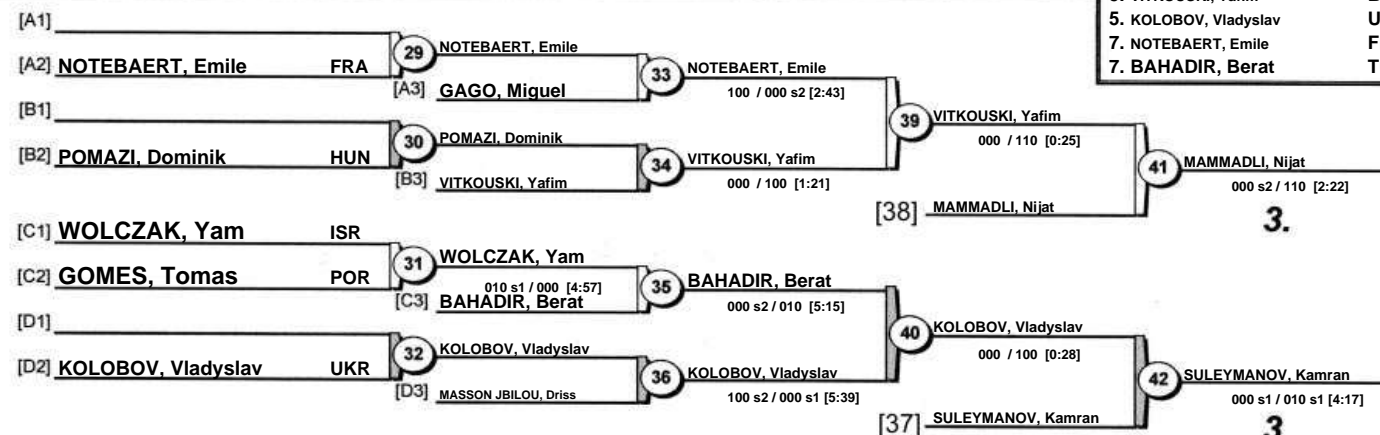 5. KOLOBOV, Vladyslav U
7. NOTEBAERT, Emile F
7. BAHADIR, Berat T
[A1]
[A2] NOTEBAERT, Emile FRA
29
NOTEBAERT, Emile
[A3] GAGO, Miguel
33
NOTEBAERT, Emile
100 / 000 s2 [2:43]
[B1]
[B2] POMAZI, Dominik HUN
30
POMAZI, Dominik
[B3] VITKOUSKI, Yafim
34
VITKOUSKI, Yafim
000 / 100 [1:21]
39
VITKOUSKI, Yafim
000 / 110 [0:25]
[38] MAMMADLI, Nijat
41
MAMMADLI, Nijat
000 s2 / 110 [2:22]
3.
[C1] WOLCZAK, Yam ISR
[C2] GOMES, Tomas POR
31
WOLCZAK, Yam
010 s1 / 000 [4:57]
[C3] BAHADIR, Berat
35
BAHADIR, Berat
000 s2 / 010 [5:15]
[D1]
[D2] KOLOBOV, Vladyslav UKR
32
KOLOBOV, Vladyslav
[D3] MASSON JBILOU, Driss
36
KOLOBOV, Vladyslav
100 s2 / 000 s1 [5:39]
40
KOLOBOV, Vladyslav
000 / 100 [0:28]
[37] SULEYMANOV, Kamran
42
SULEYMANOV, Kamran
000 s1 / 010 s1 [4:17]
3